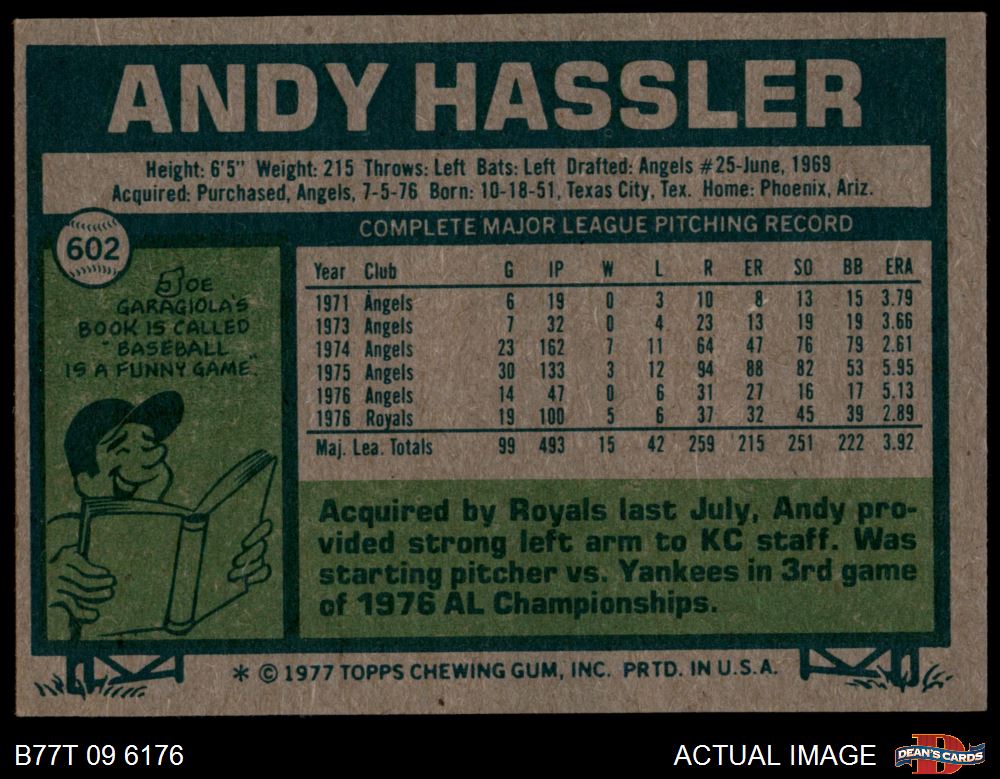 ANDY HASSLER
Height: 6'5" Weight: 215 Throws: Left Bats: Left Drafted: Angels #25-June, 1969
Acquired: Purchased, Angels, 7-5-76 Born: 10-18-51, Texas City, Tex. Home: Phoenix, Ariz.
602
JOE
GARAGIOLA'S
BOOK IS CALLED
"BASEBALL
IS A FUNNY GAME."
COMPLETE MAJOR LEAGUE PITCHING RECORD
Year Club G IP W L R ER SO BB ERA
1971 Angels 6 19 0 3 10 8 13 15 3.79
1973 Angels 7 32 0 4 23 13 19 19 3.66
1974 Angels 23 162 7 11 64 47 76 79 2.61
1975 Angels 30 133 3 12 94 88 82 53 5.95
1976 Angels 14 47 0 6 31 27 16 17 5.13
1976 Royals 19 100 5 6 37 32 45 39 2.89
Maj. Lea. Totals 99 493 15 42 259 215 251 222 3.92
Acquired by Royals last July, Andy pro-
vided strong left arm to KC staff. Was
starting pitcher vs. Yankees in 3rd game
of 1976 AL Championships.
* © 1977 TOPPS CHEWING GUM, INC. PRTD. IN U.S.A.
B77T 09 6176
ACTUAL IMAGE
DEAN'S CARDS